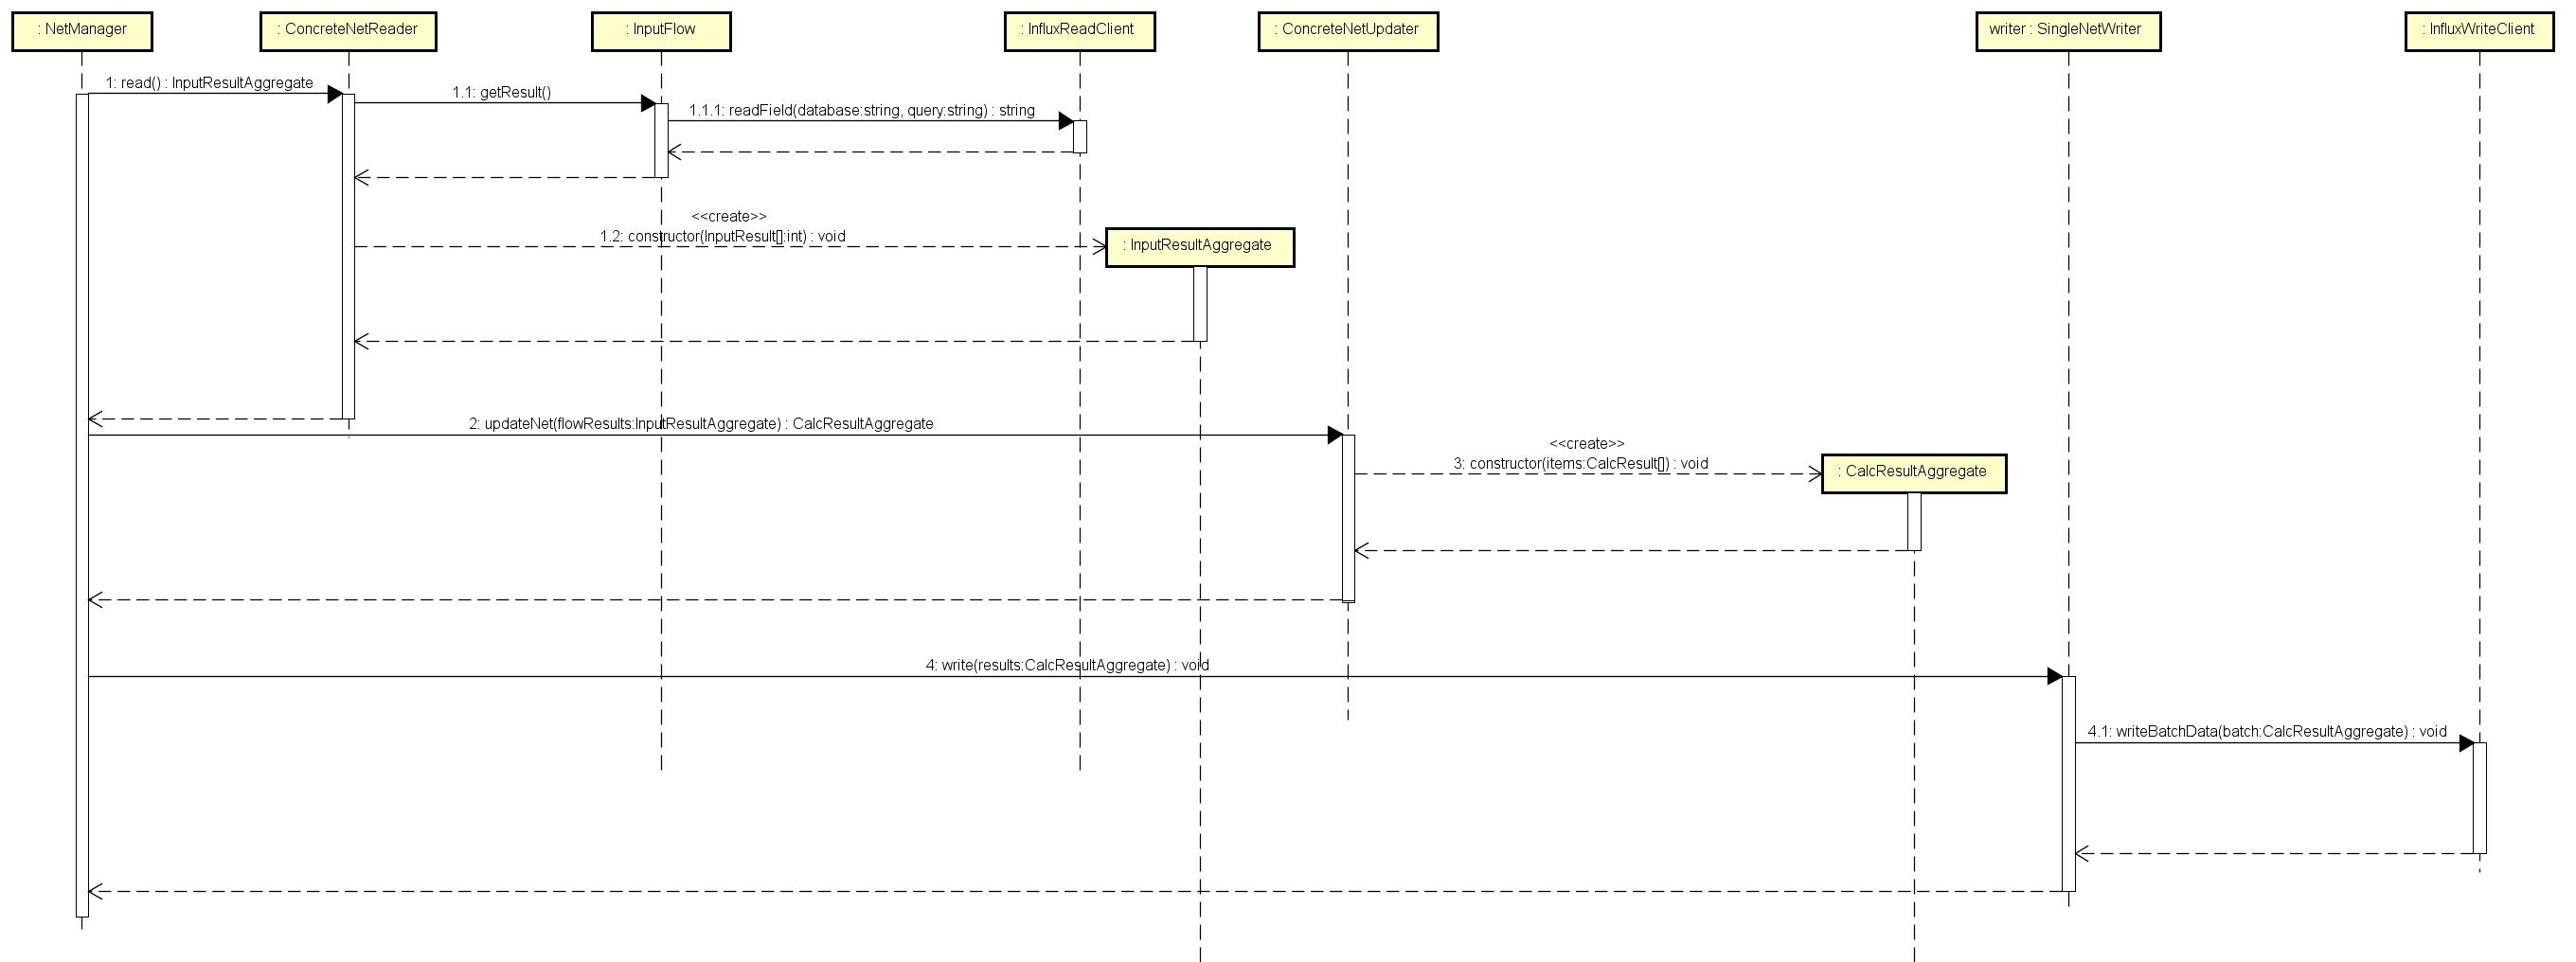 : NetManager
: ConcreteNetReader
: InputFlow
: InfluxReadClient
: ConcreteNetUpdater
writer : SingleNetWriter
: InfluxWriteClient
1: read() : InputResultAggregate
1.1: getResult()
1.1.1: readField(database:string, query:string) : string
<<create>>
1.2: constructor(InputResult[]:int) : void
: InputResultAggregate
2: updateNet(flowResults:InputResultAggregate) : CalcResultAggregate
<<create>>
3: constructor(items:CalcResult[]) : void
: CalcResultAggregate
4: write(results:CalcResultAggregate) : void
4.1: writeBatchData(batch:CalcResultAggregate) : void